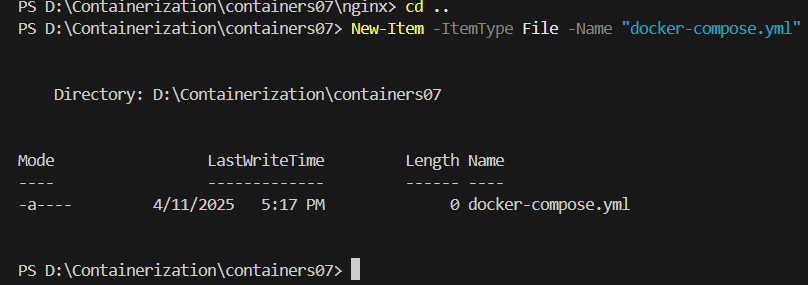 PS D:\Containerization\containers07\nginx> cd ..
PS D:\Containerization\containers07> New-Item -ItemType File -Name "docker-compose.yml"
Directory: D:\Containerization\containers07
Mode LastWriteTime Length Name
---- ------------- ------ ----
-a---- 4/11/2025 5:17 PM 0 docker-compose.yml
PS D:\Containerization\containers07>